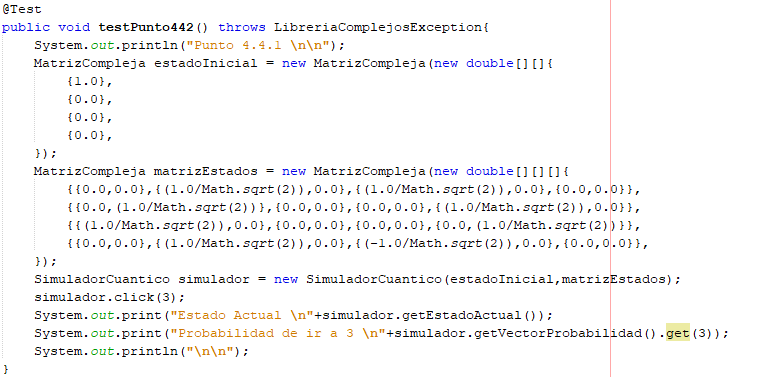 @Test
public void testPunto442() throws LibreriaComplejosException{
    System.out.println("Punto 4.4.1 \n\n");
    MatrizCompleja estadoInicial = new MatrizCompleja(new double[][]{
        {1.0},
        {0.0},
        {0.0},
        {0.0},
    });
    MatrizCompleja matrizEstados = new MatrizCompleja(new double[][][]{
        {{0.0,0.0},{(1.0/Math.sqrt(2)),0.0},{(1.0/Math.sqrt(2)),0.0},{0.0,0.0}},
        {{0.0,(1.0/Math.sqrt(2))},{0.0,0.0},{0.0,0.0},{(1.0/Math.sqrt(2)),0.0}},
        {{(1.0/Math.sqrt(2)),0.0},{0.0,0.0},{0.0,0.0},{0.0,(1.0/Math.sqrt(2))}},
        {{0.0,0.0},{(1.0/Math.sqrt(2)),0.0},{(-1.0/Math.sqrt(2)),0.0},{0.0,0.0}},
    });
    SimuladorCuantico simulador = new SimuladorCuantico(estadoInicial,matrizEstados);
    simulador.click(3);
    System.out.print("Estado Actual \n"+simulador.getEstadoActual());
    System.out.print("Probabilidad de ir a 3 \n"+simulador.getVectorProbabilidad().get(3));
    System.out.println("\n\n");
}